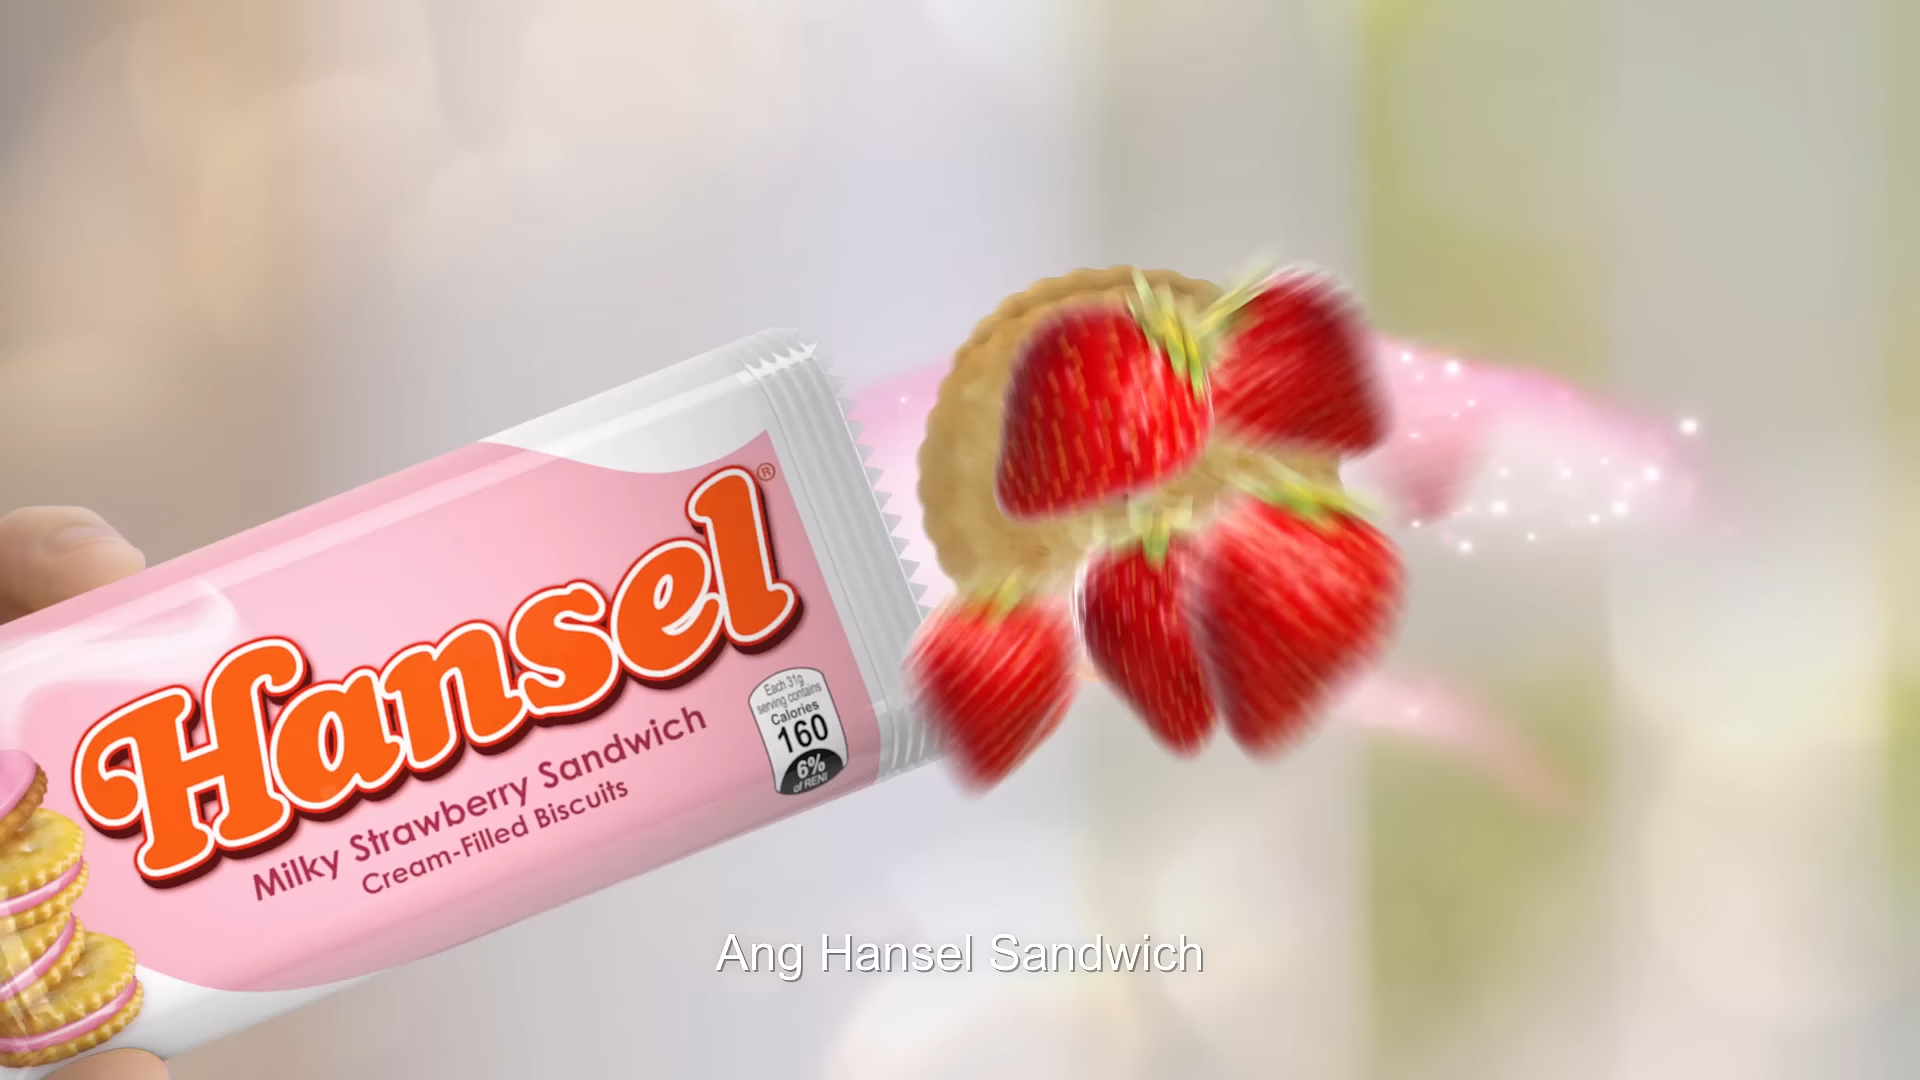 Hansel®
Milky Strawberry Sandwich
Cream-Filled Biscuits
Each 31g
serving contains
Calories
160
6%
of RENI
Ang Hansel Sandwich